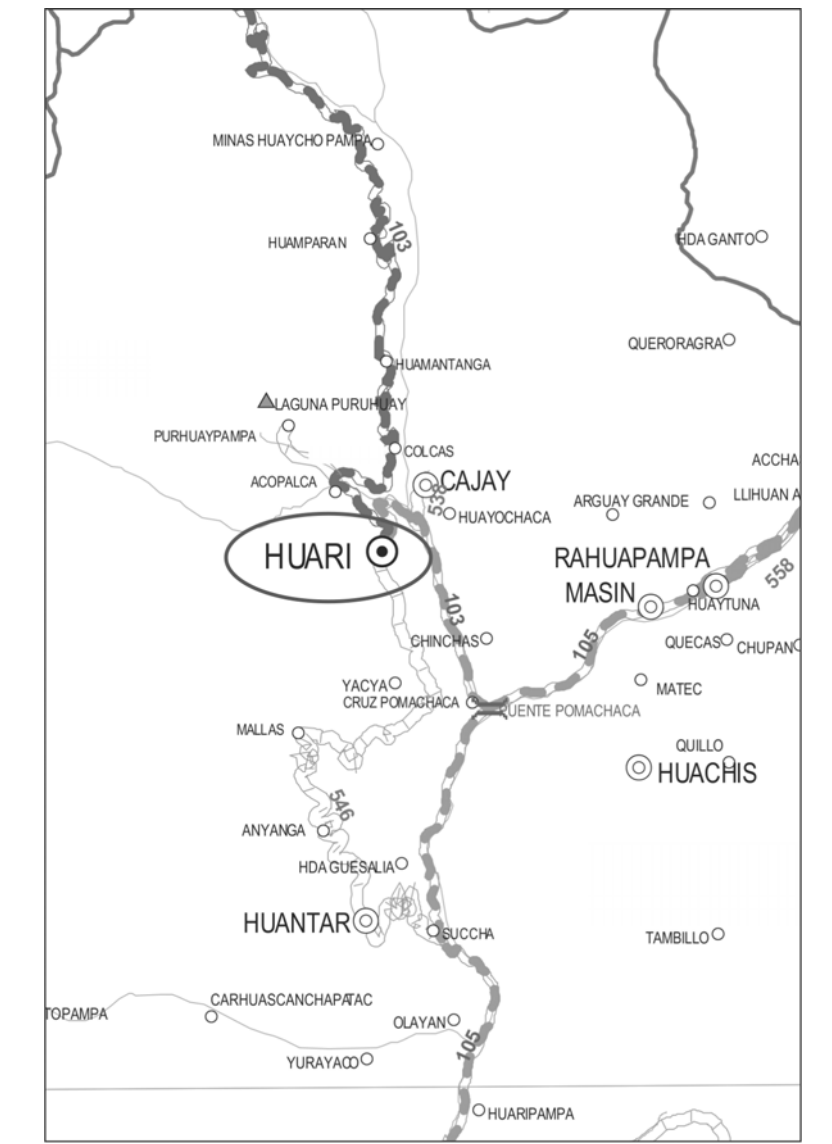 MINAS HUAYCHO PAMPA
103
HUAMPARAN
HDA GANTO
QUERORAGRA
HUAMANTANGA
LAGUNA PURUHUAY
PURHUAYPAMPA
COLCAS
ACCHA
ACOPALCA
CAJAY
538
ARGUAY GRANDE
LLIHUAN A
HUAYOCHACA
HUARI
RAHUAPAMPA
558
MASIN
HUAYTUNA
103
CHINCHAS
105
QUECAS
CHUPAN
YACYA
MATEC
CRUZ POMACHACA
PUENTE POMACHACA
MALLAS
QUILLO
HUACHIS
546
ANYANGA
HDA GUESALIA
HUANTAR
SUCCHA
TAMBILLO
CARHUASCANCHAPATAC
TOPAMPA
OLAYAN
105
YURAYACO
HUARIPAMPA